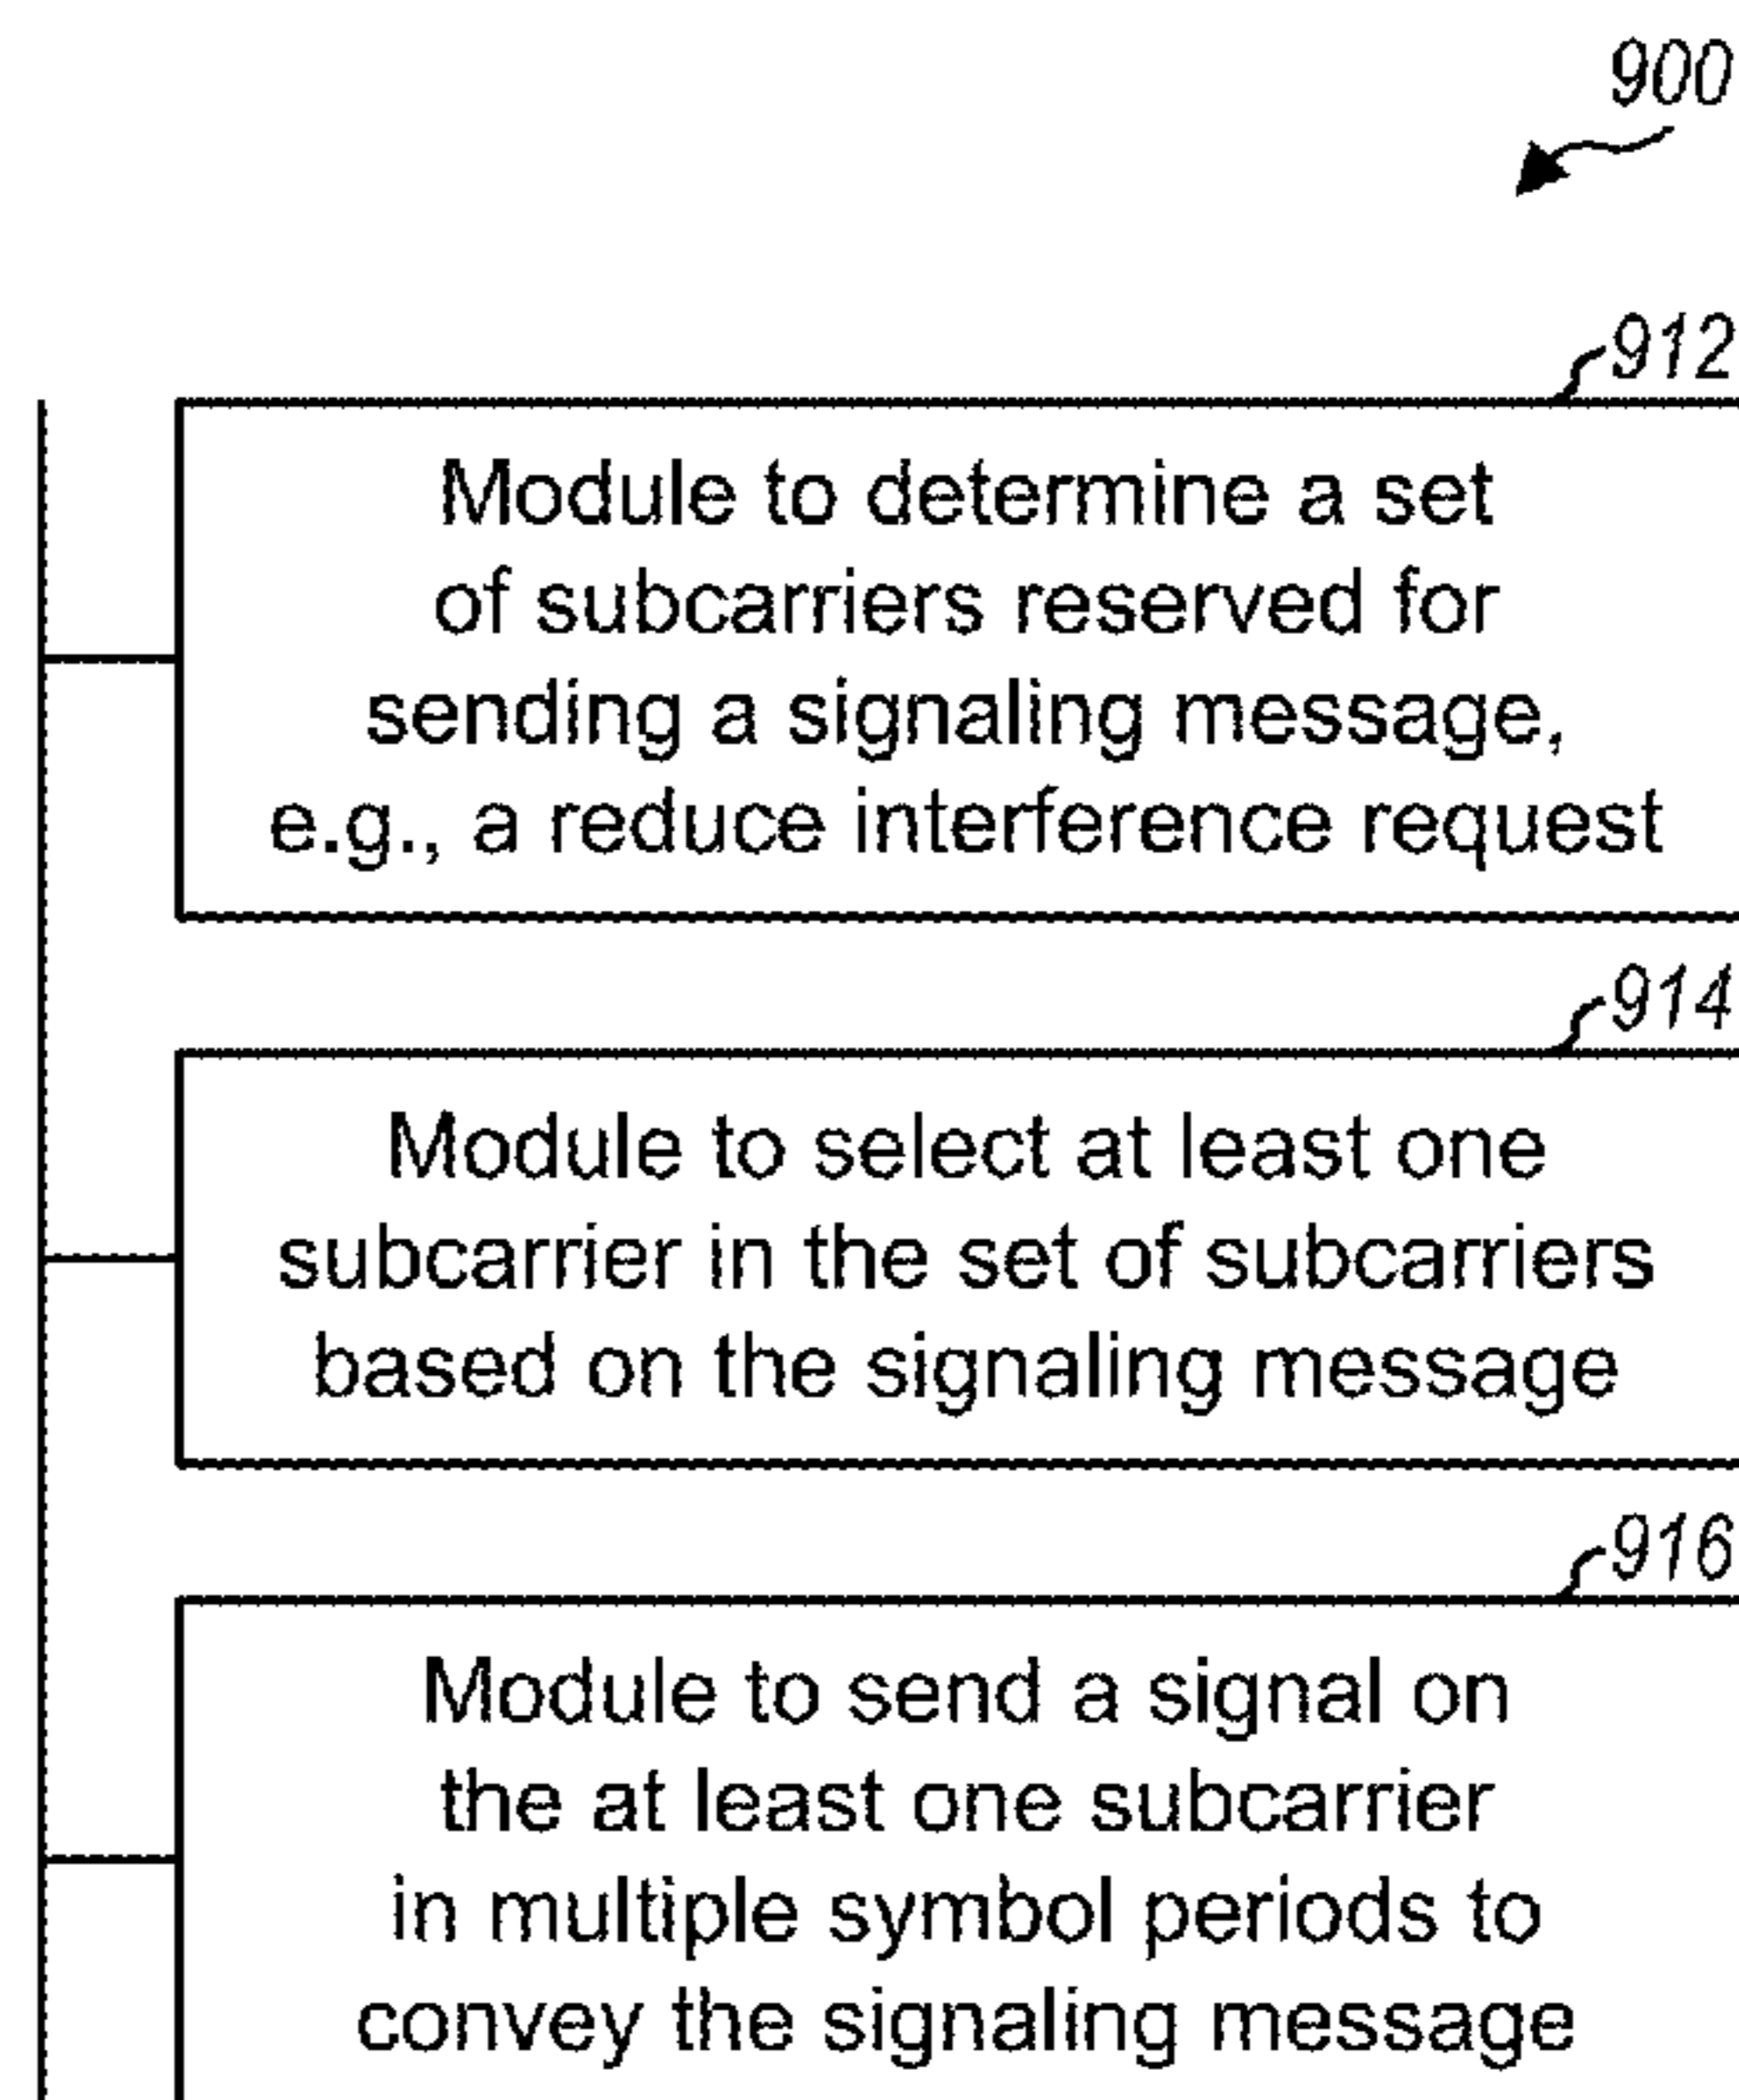 900
912
Module to determine a set
of subcarriers reserved for
sending a signaling message,
e.g., a reduce interference request
914
Module to select at least one
subcarrier in the set of subcarriers
based on the signaling message
916
Module to send a signal on
the at least one subcarrier
in multiple symbol periods to
convey the signaling message